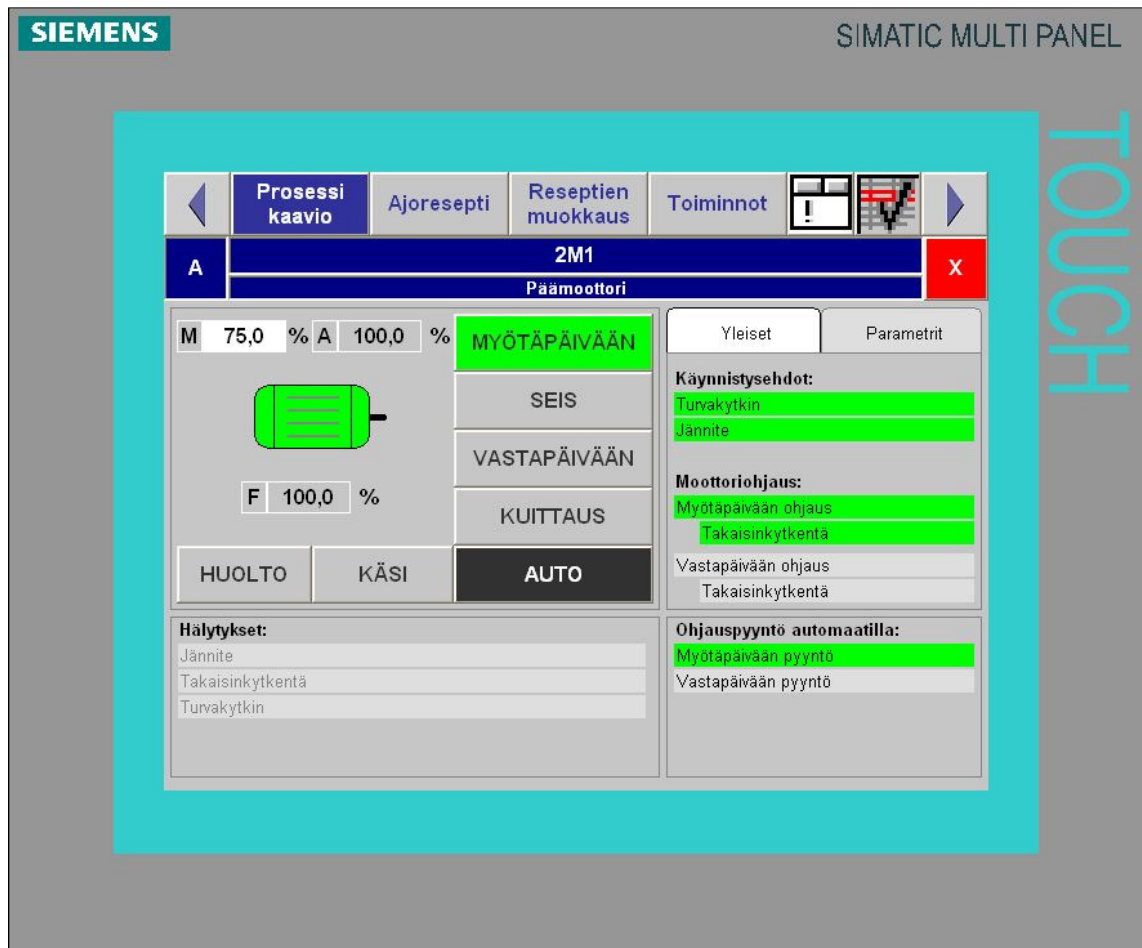 SIEMENS
SIMATIC MULTI PANEL
TOUCH
Prosessi
kaavio
Ajoresepti
Reseptien
muokkaus
Toiminnot
!
A
2M1
Päämoottori
X
M 75,0 % A 100,0 %
F 100,0 %
MYÖTÄPÄIVÄÄN
SEIS
VASTAPÄIVÄÄN
KUITTAUS
HUOLTO
KÄSI
AUTO
Yleiset
Parametrit
Käynnistysehdot:
Turvakytkin
Jännite
Moottoriohjaus:
Myötäpäivään ohjaus
Takaisinkytkentä
Vastapäivään ohjaus
Takaisinkytkentä
Hälytykset:
Jännite
Takaisinkytkentä
Turvakytkin
Ohjauspyyntö automaatilla:
Myötäpäivään pyyntö
Vastapäivään pyyntö